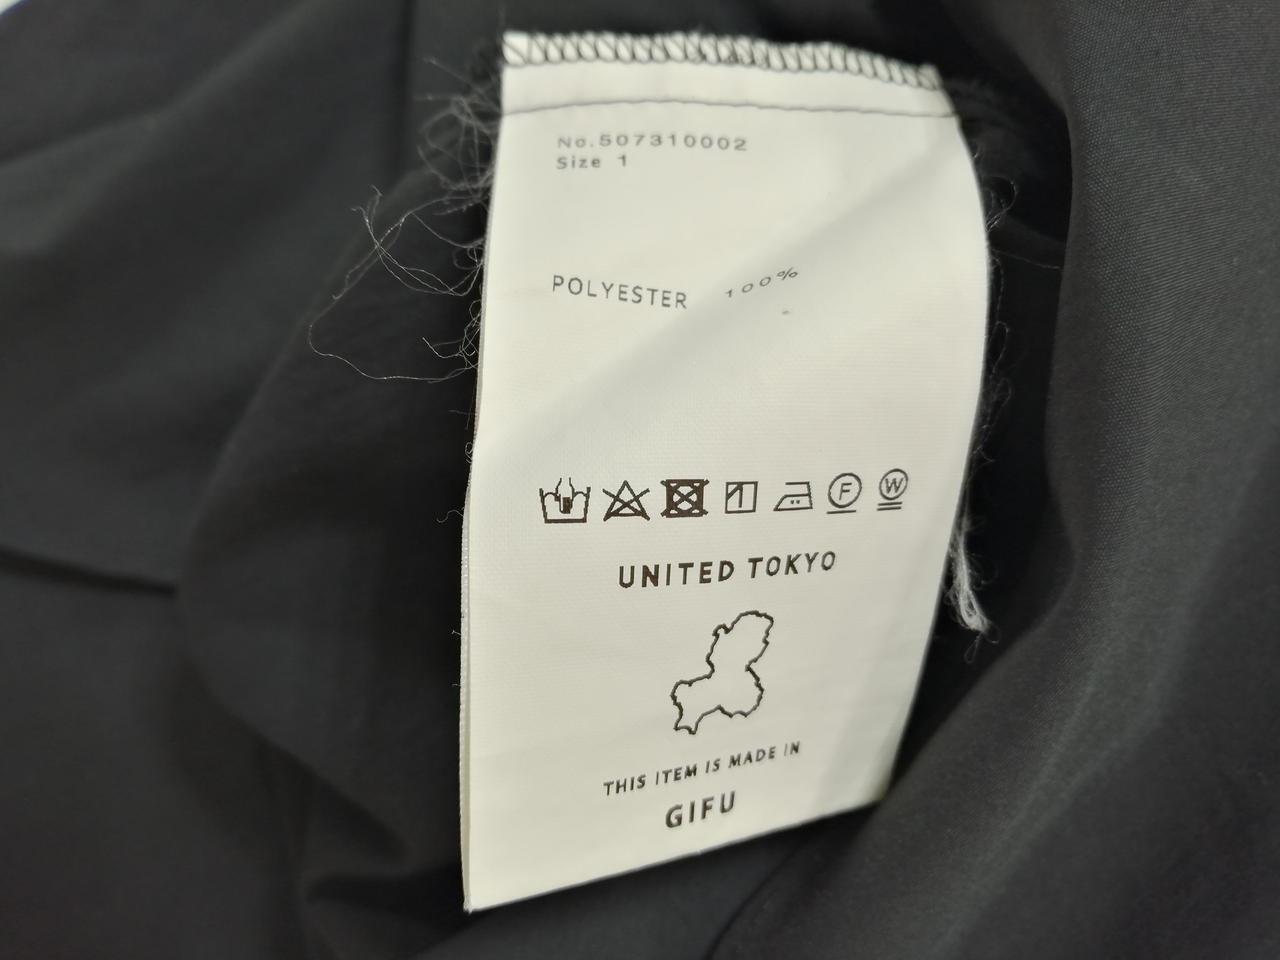 No.507310002
Size 1
POLYESTER 100%
F W
UNITED TOKYO
THIS ITEM IS MADE IN
GIFU